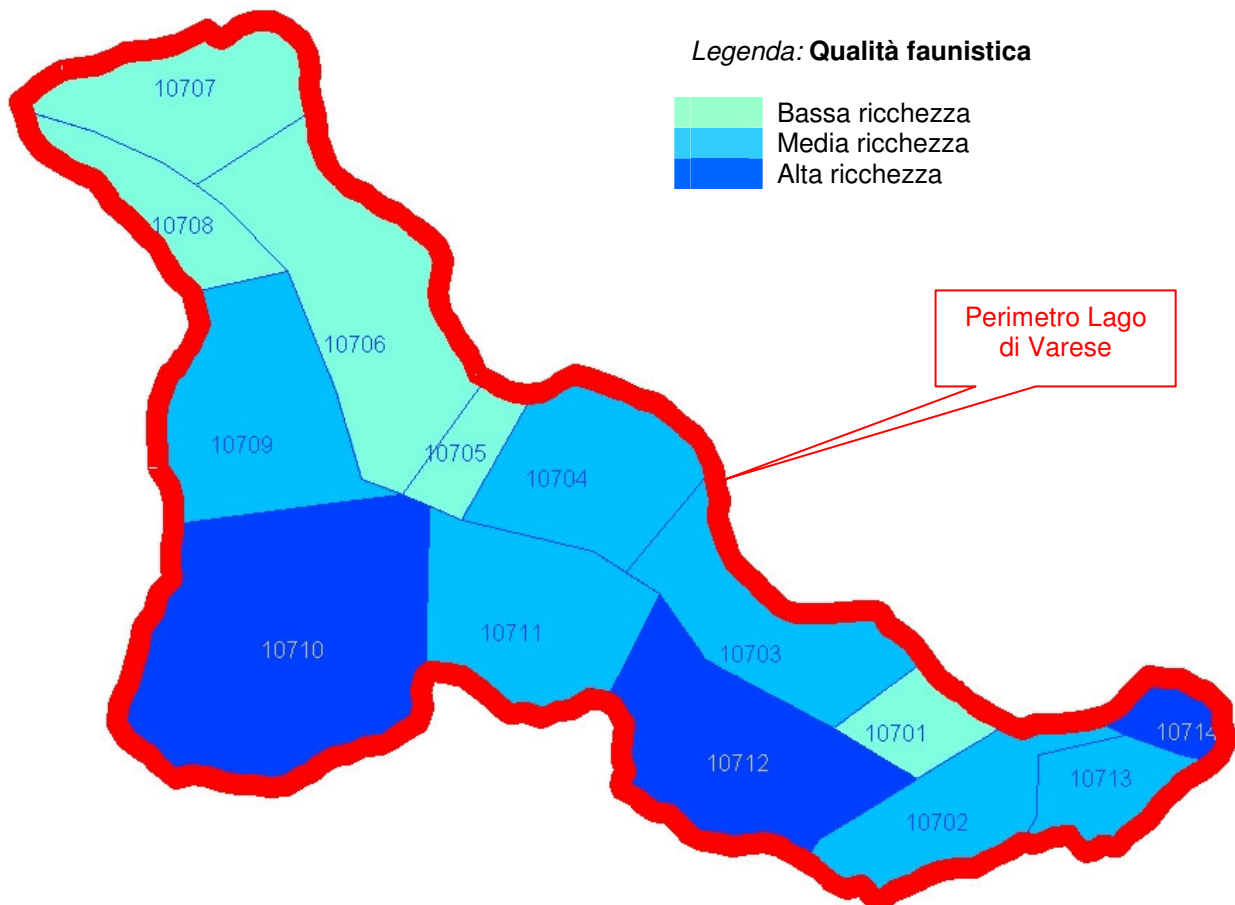 Legenda: Qualità faunistica
Bassa ricchezza
Media ricchezza
Alta ricchezza
Perimetro Lago
di Varese
10707
10708
10706
10709
10705
10704
10711
10710
10703
10701
10712
10714
10713
10702